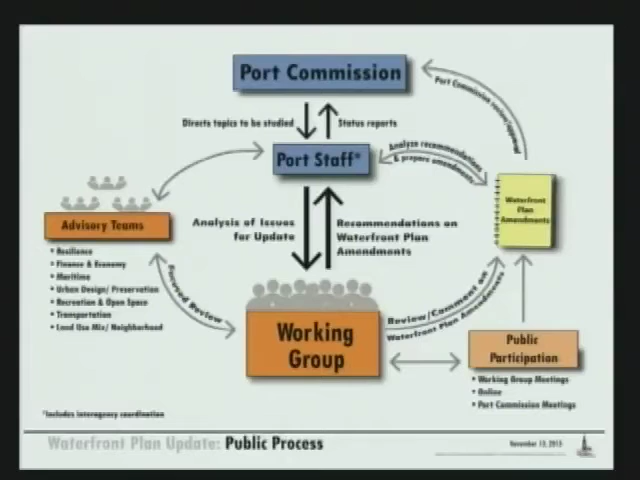 Port Commission
Directs topics to be studied
Status reports
Port Commission review/approval
Port Staff*
Analyze recommendations
& prepare amendments
Analysis of Issues
for Update
Recommendations on
Waterfront Plan
Amendments
Waterfront
Plan
Amendments
Advisory Teams
• Resilience
• Finance & Economy
• Maritime
• Urban Design/ Preservation
• Recreation & Open Space
• Transportation
• Land Use Mix/ Neighborhood
Focused Review
Working
Group
Review/Comment on
Waterfront Plan Amendments
Public
Participation
• Working Group Meetings
• Online
• Port Commission Meetings
*Includes interagency coordination
Waterfront Plan Update: Public Process
November 13, 2015